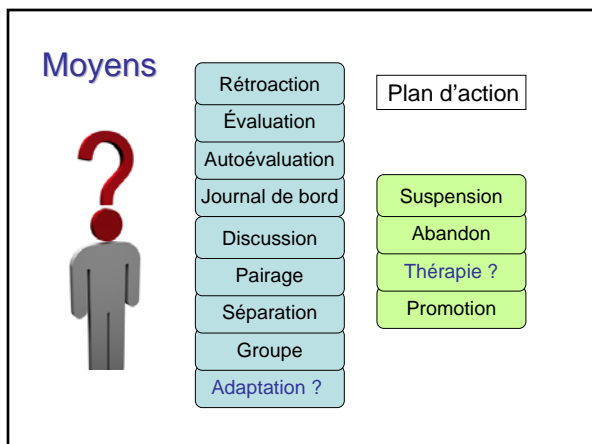 Moyens
Rétroaction
Évaluation
Autoévaluation
Journal de bord
Discussion
Pairage
Séparation
Groupe
Adaptation ?
Plan d'action
Suspension
Abandon
Thérapie ?
Promotion